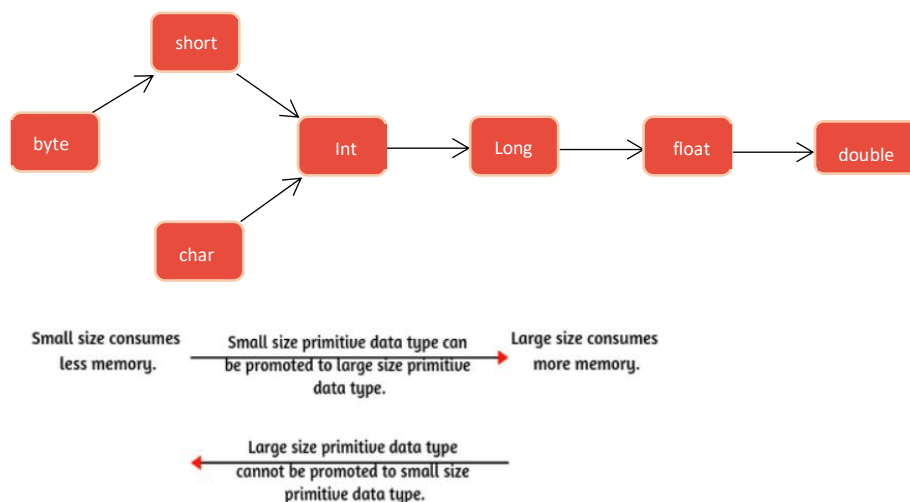 short
byte
Int
Long
float
double
char
Small size consumes
less memory.
Small size primitive data type can
be promoted to large size primitive
data type.
Large size consumes
more memory.
Large size primitive data type
cannot be promoted to small size
primitive data type.